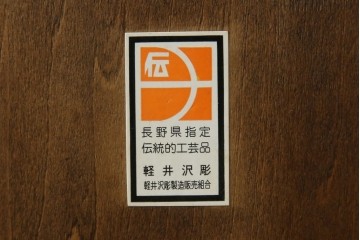 伝
長野県指定
伝統的工芸品
軽井沢彫
軽井沢彫製造販売組合